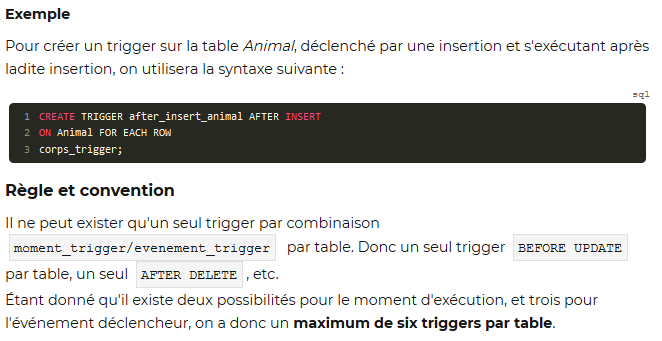 Exemple
Pour créer un trigger sur la table Animal, déclenché par une insertion et s'exécutant après
ladite insertion, on utilisera la syntaxe suivante :
sql
1 CREATE TRIGGER after_insert_animal AFTER INSERT
2 ON Animal FOR EACH ROW
3 corps_trigger;
Règle et convention
Il ne peut exister qu'un seul trigger par combinaison
moment_trigger/evenement_trigger par table. Donc un seul trigger BEFORE UPDATE
par table, un seul AFTER DELETE , etc.
Étant donné qu'il existe deux possibilités pour le moment d'exécution, et trois pour
l'événement déclencheur, on a donc un maximum de six triggers par table.